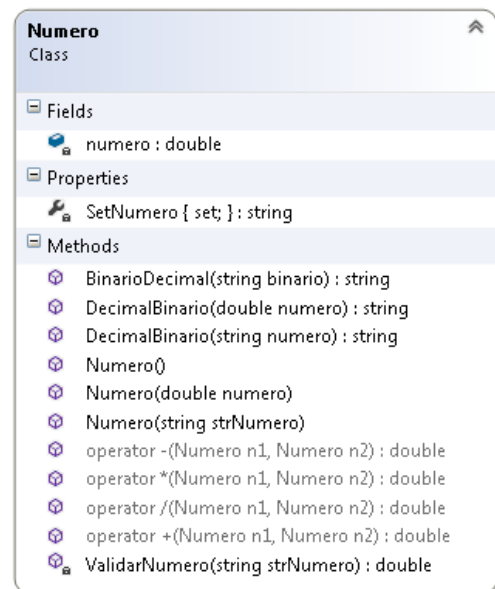 Numero
Class
Fields
numero : double
Properties
SetNumero { set; } : string
Methods
BinarioDecimal(string binario) : string
DecimalBinario(double numero) : string
DecimalBinario(string numero) : string
Numero()
Numero(double numero)
Numero(string strNumero)
operator -(Numero n1, Numero n2) : double
operator *(Numero n1, Numero n2) : double
operator /(Numero n1, Numero n2) : double
operator +(Numero n1, Numero n2) : double
ValidarNumero(string strNumero) : double